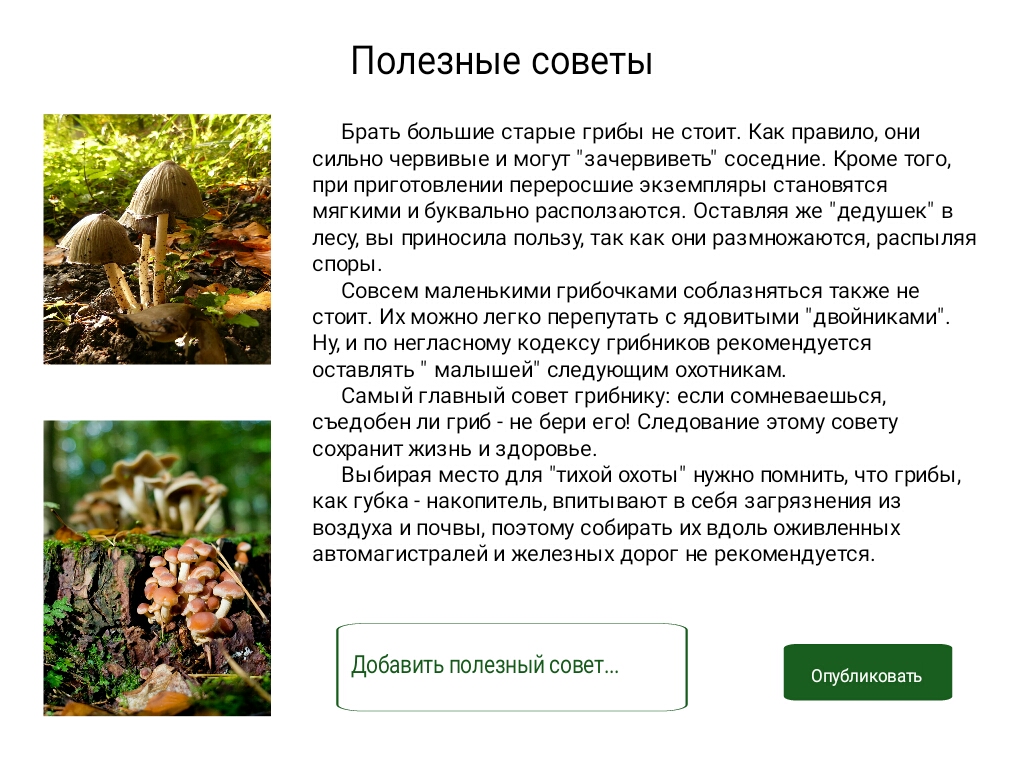 Полезные советы
Брать большие старые грибы не стоит. Как правило, они
сильно червивые и могут "зачервиветь" соседние. Кроме того,
при приготовлении переросшие экземпляры становятся
мягкими и буквально расползаются. Оставляя же "дедушек" в
лесу, вы приносила пользу, так как они размножаются, распыляя
споры.
Совсем маленькими грибочками соблазняться также не
стоит. Их можно легко перепутать с ядовитыми "двойниками".
Ну, и по негласному кодексу грибников рекомендуется
оставлять " малышей" следующим охотникам.
Самый главный совет грибнику: если сомневаешься,
съедобен ли гриб - не бери его! Следование этому совету
сохранит жизнь и здоровье.
Выбирая место для "тихой охоты" нужно помнить, что грибы,
как губка - накопитель, впитывают в себя загрязнения из
воздуха и почвы, поэтому собирать их вдоль оживленных
автомагистралей и железных дорог не рекомендуется.
Добавить полезный совет...
Опубликовать